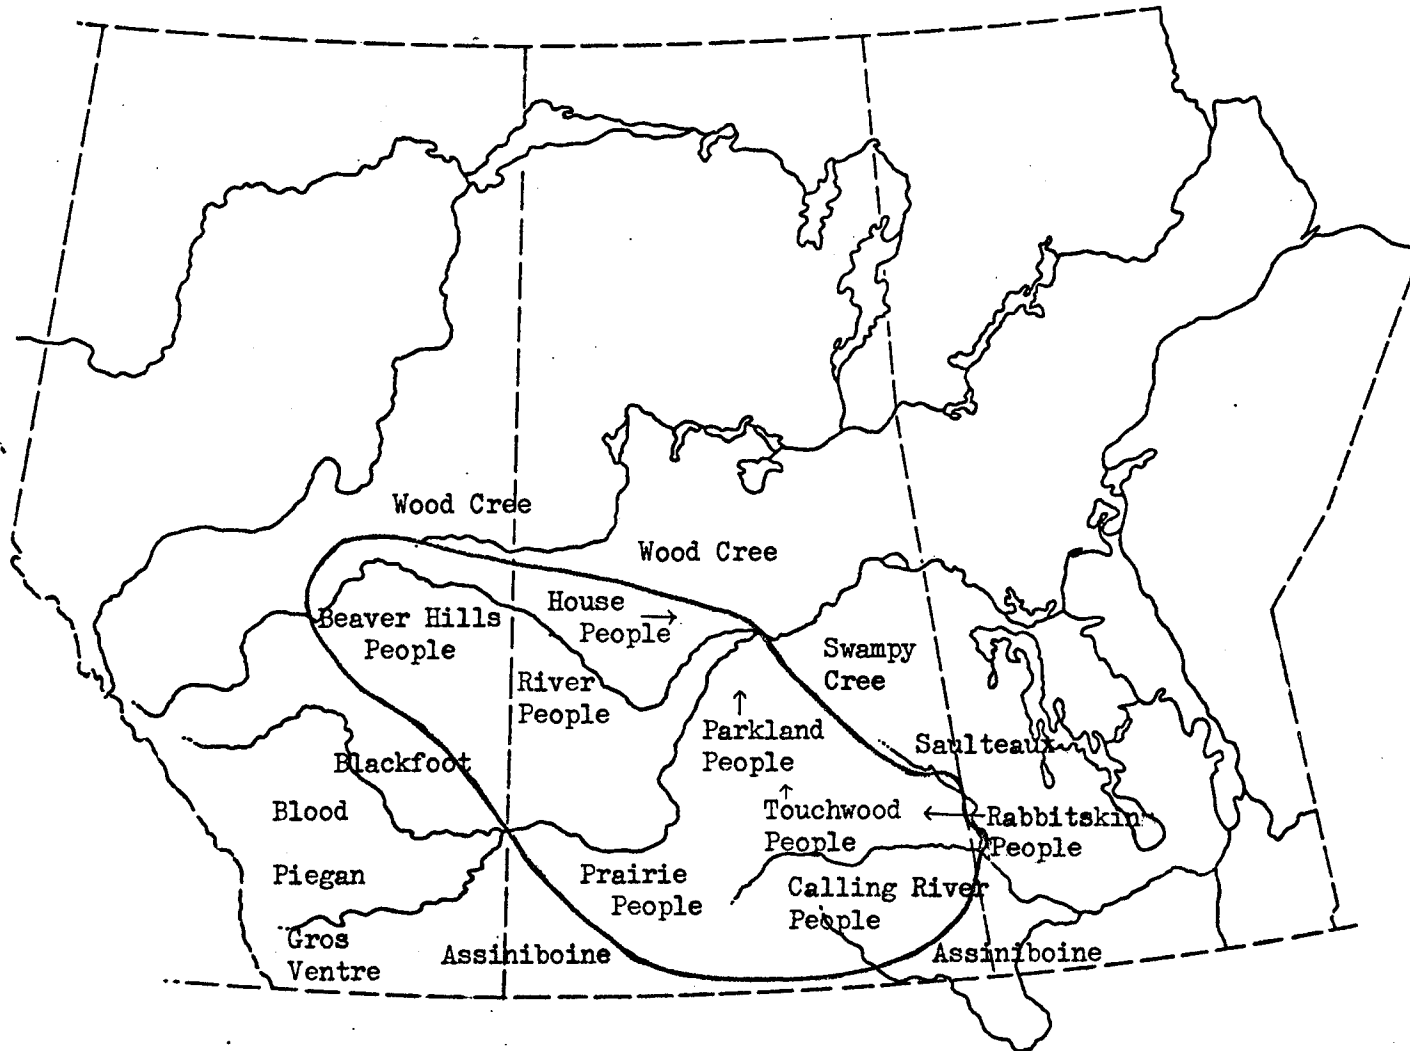 Wood Cree
Wood Cree
House
People
Beaver Hills
People
Swampy
Cree
River
People
Parkland
People
Saulteaux
Blackfoot
Blood
Touchwood
People
Rabbitskin
People
Piegan
Prairie
People
Calling River
People
Gros
Ventre
Assiniboine
Assiniboine